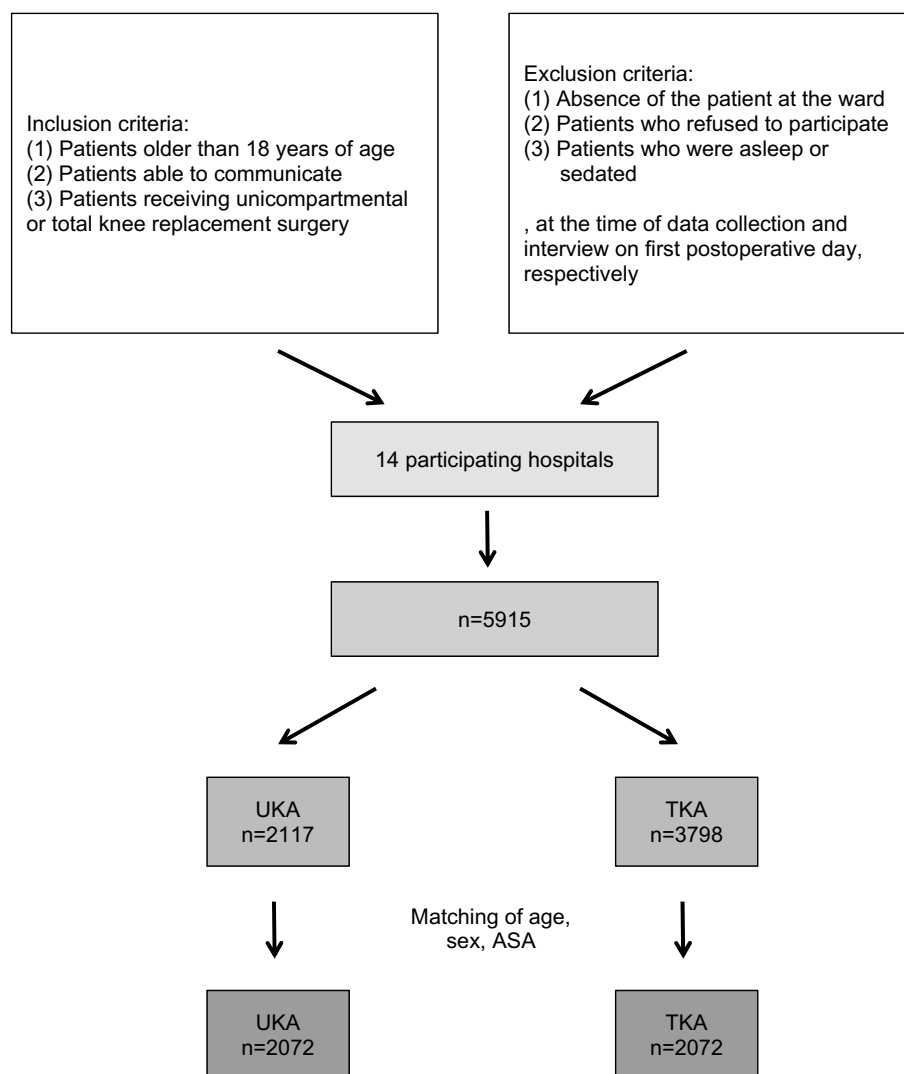 Inclusion criteria:
(1) Patients older than 18 years of age
(2) Patients able to communicate
(3) Patients receiving unicompartmental
or total knee replacement surgery
Exclusion criteria:
(1) Absence of the patient at the ward
(2) Patients who refused to participate
(3) Patients who were asleep or
sedated
, at the time of data collection and
interview on first postoperative day,
respectively
14 participating hospitals
n=5915
UKA
n=2117
TKA
n=3798
Matching of age,
sex, ASA
UKA
n=2072
TKA
n=2072